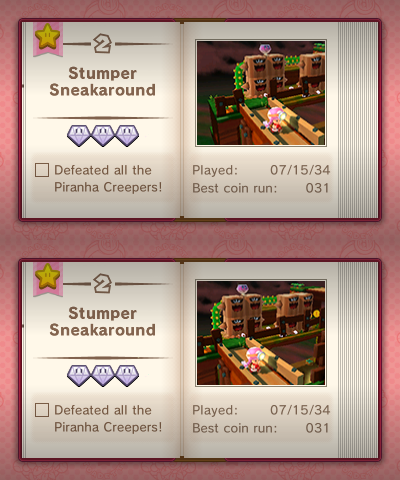 2
Stumper
Sneakaround
Defeated all the
Piranha Creepers!
Played: 07/15/34
Best coin run: 031
2
Stumper
Sneakaround
Defeated all the
Piranha Creepers!
Played: 07/15/34
Best coin run: 031